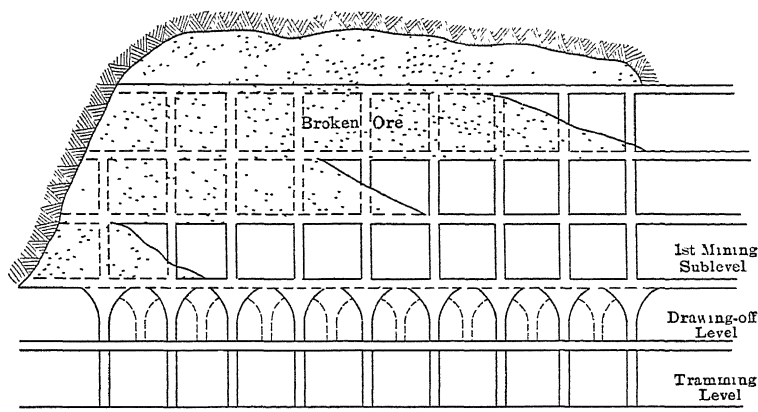 Broken Ore
1st Mining
Sublevel
Drawing-off
Level
Tramming
Level